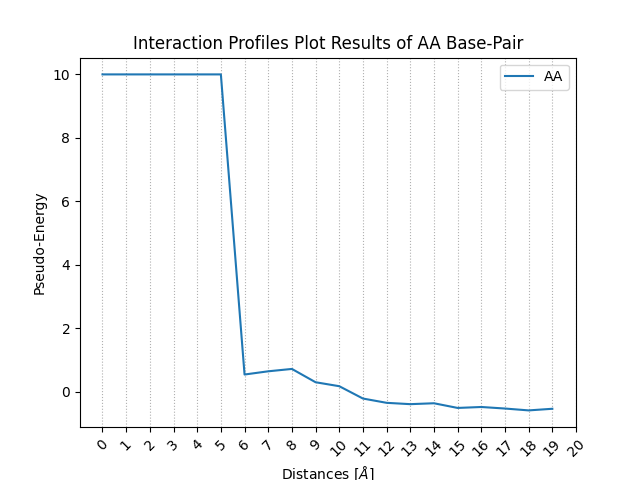 Interaction Profiles Plot Results of AA Base-Pair
AA
10
8
6
4
2
0
Pseudo-Energy
0 1 2 3 4 5 6 7 8 9 10 11 12 13 14 15 16 17 18 19 20
Distances [Å]